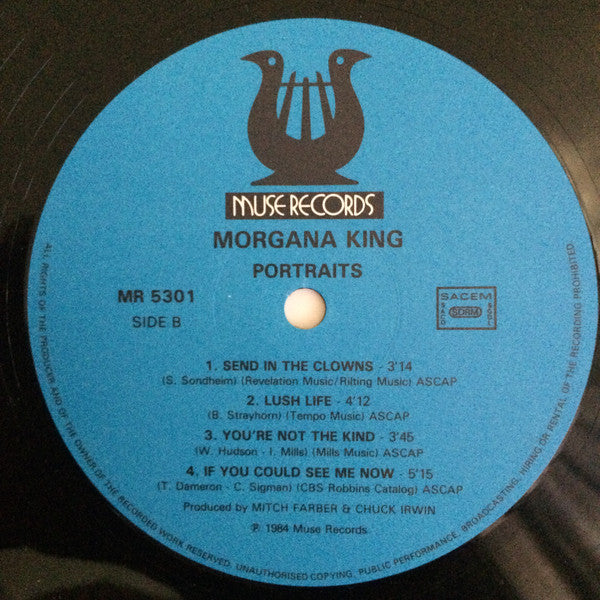 MUSE RECORDS
MORGANA KING
PORTRAITS
MR 5301
SIDE B
SACEM
SDRM
SACD
SGDL
1. SEND IN THE CLOWNS - 3'14
(S. Sondheim) (Revelation Music/Rilting Music) ASCAP
2. LUSH LIFE - 4'12
(B. Strayhorn) (Tempo Music) ASCAP
3. YOU'RE NOT THE KIND - 3'45
(W. Hudson - I. Mills) (Mills Music) ASCAP
4. IF YOU COULD SEE ME NOW - 5'15
(T. Dameron - C. Sigman) (CBS Robbins Catalog) ASCAP
Produced by MITCH FARBER & CHUCK IRWIN
℗ 1984 Muse Records
ALL RIGHTS OF THE PRODUCER AND OF THE OWNER OF THE RECORDED WORK RESERVED. UNAUTHORISED COPYING, PUBLIC PERFORMANCE, BROADCASTING, HIRING OR RENTAL OF THE RECORDING PROHIBITED